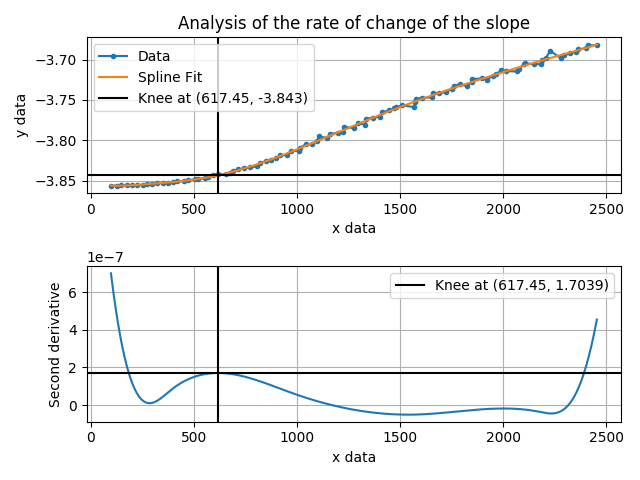 Analysis of the rate of change of the slope
y data
−3.70
−3.75
−3.80
−3.85
Data
Spline Fit
Knee at (617.45, -3.843)
0 500 1000 1500 2000 2500
x data
1e−7
Second derivative
6
4
2
0
Knee at (617.45, 1.7039)
0 500 1000 1500 2000 2500
x data